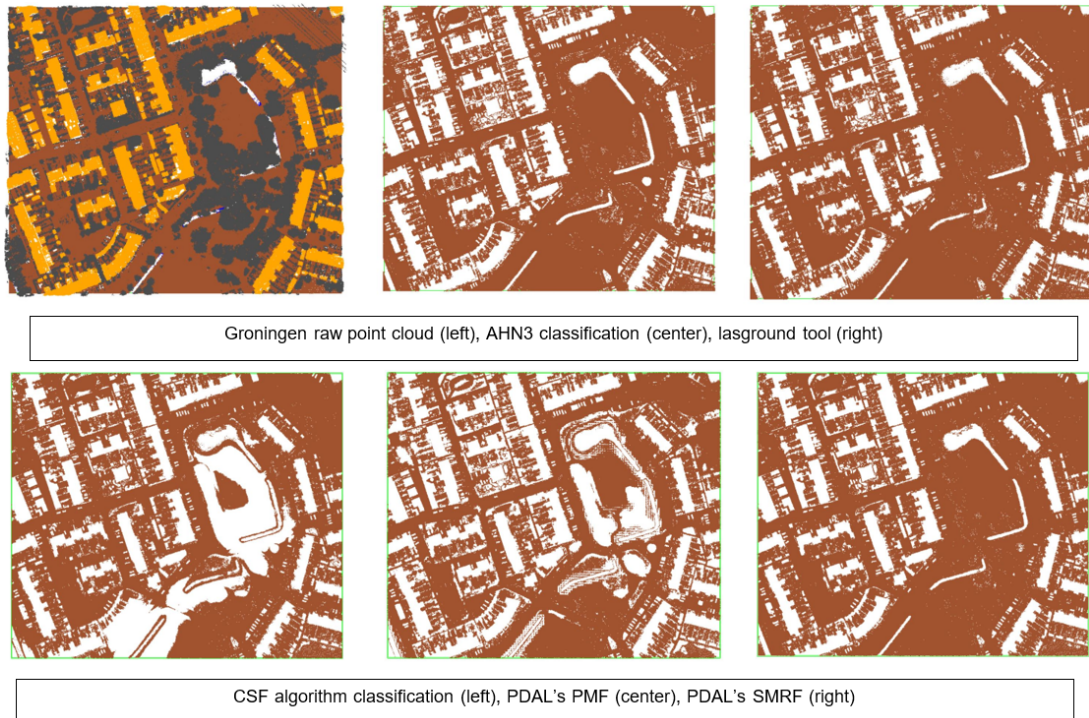 Groningen raw point cloud (left), AHN3 classification (center), lasground tool (right)
CSF algorithm classification (left), PDAL’s PMF (center), PDAL’s SMRF (right)